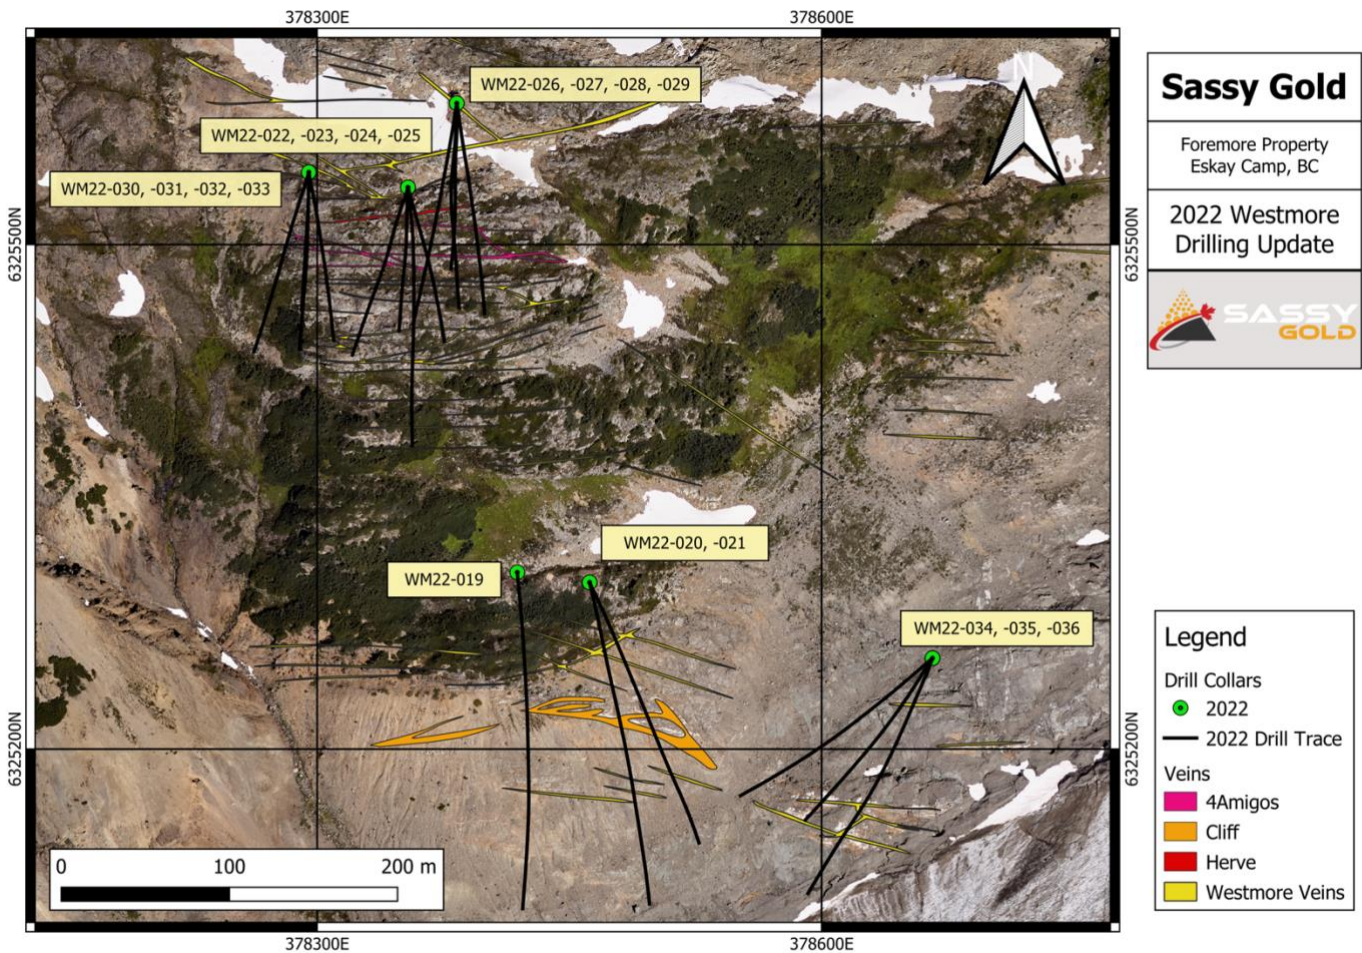 378300E
378600E
WM22-026, -027, -028, -029
WM22-022, -023, -024, -025
WM22-030, -031, -032, -033
N
6325500N
6325500N
WM22-020, -021
WM22-019
WM22-034, -035, -036
6325200N
6325200N
0 100 200 m
378300E
378600E
Sassy Gold
Foremore Property
Eskay Camp, BC
2022 Westmore
Drilling Update
SASSY
GOLD
Legend
Drill Collars
2022
2022 Drill Trace
Veins
4Amigos
Cliff
Herve
Westmore Veins